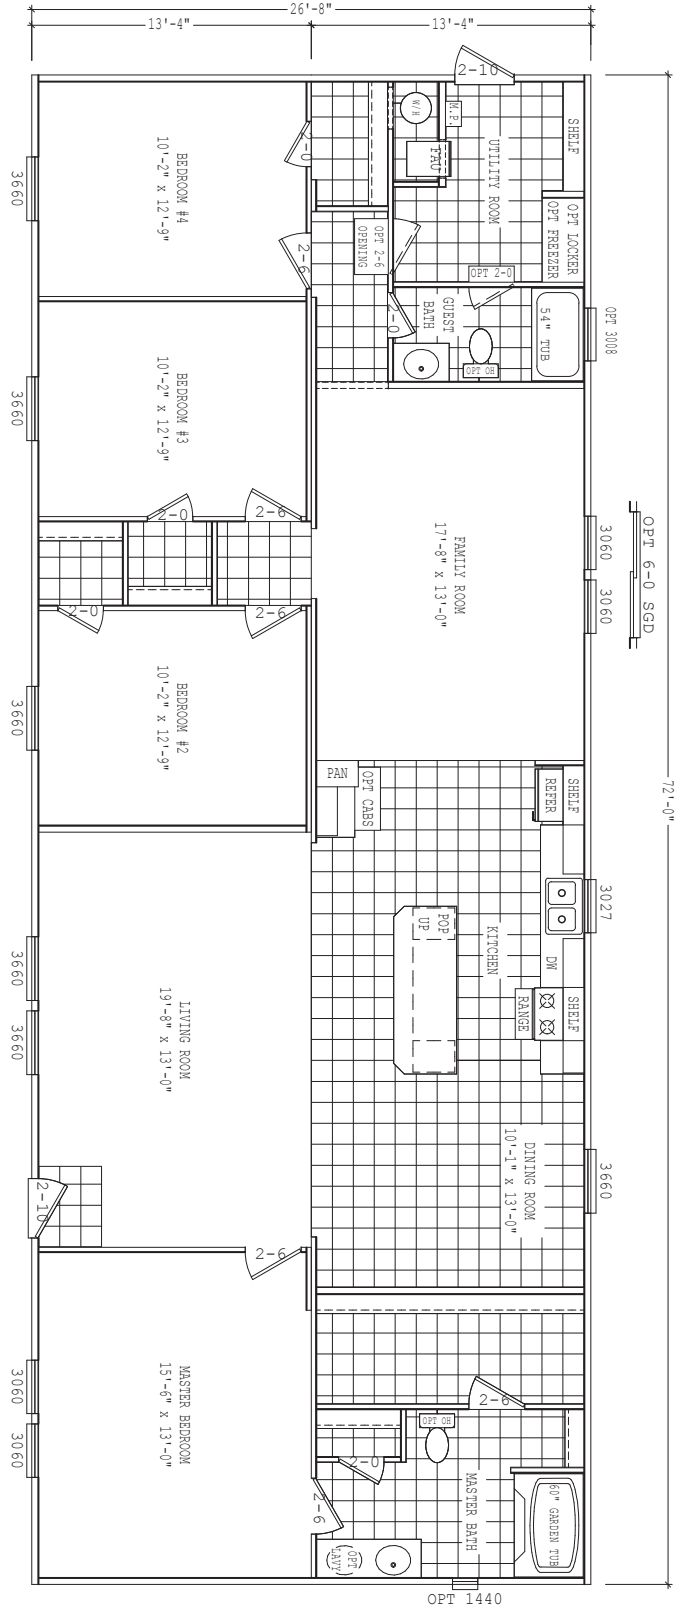 26'-8"
13'-4"
13'-4"
72'-0"
2-10
W/H
M.P.
FAU
UTILITY ROOM
SHELF
OPT LOCKER
OPT FREEZER
2-0
BEDROOM #4
10'-2" x 12'-9"
3660
2-6
OPT 2-6
OPENING
OPT 2-0
2-0
GUEST
BATH
OPT OH
54" TUB
OPT 3008
BEDROOM #3
10'-2" x 12'-9"
3660
2-0
2-6
FAMILY ROOM
17'-8" x 13'-0"
3060
3060
OPT 6-0 SGD
2-0
2-6
BEDROOM #2
10'-2" x 12'-9"
3660
PAN
OPT CABS
REFER
SHELF
3027
POP
UP
KITCHEN
DW
RANGE
SHELF
LIVING ROOM
19'-8" x 13'-0"
3660
3660
DINING ROOM
10'-1" x 13'-0"
3660
2-10
2-6
MASTER BEDROOM
15'-6" x 13'-0"
3060
3060
2-6
OPT OH
2-0
2-6
MASTER BATH
60" GARDEN TUB
(OPT
LAVY)
OPT 1440